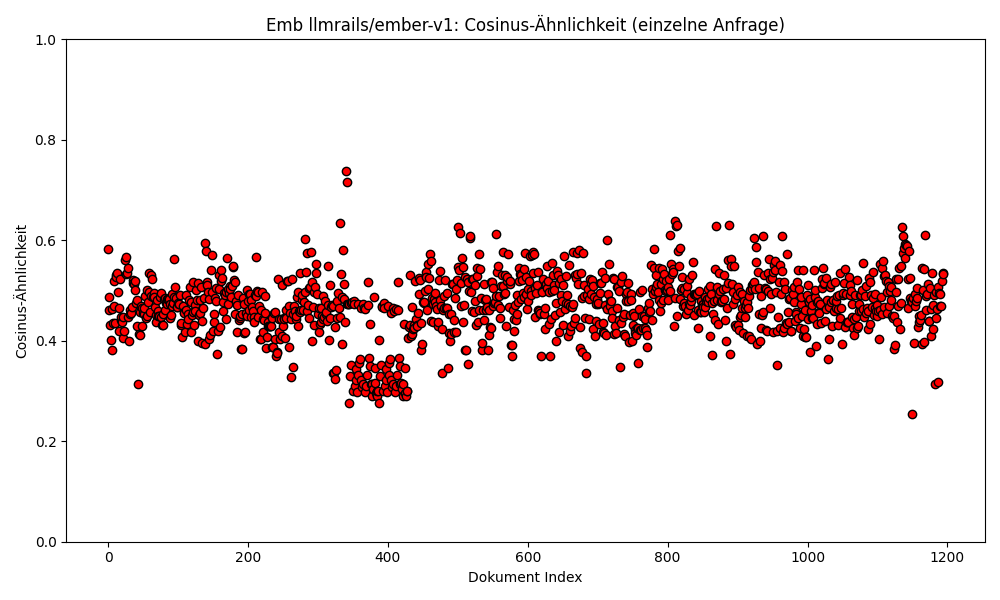 Emb llmrails/ember-v1: Cosinus-Ähnlichkeit (einzelne Anfrage)
1.0
0.8
0.6
0.4
0.2
0.0
Cosinus-Ähnlichkeit
0 200 400 600 800 1000 1200
Dokument Index